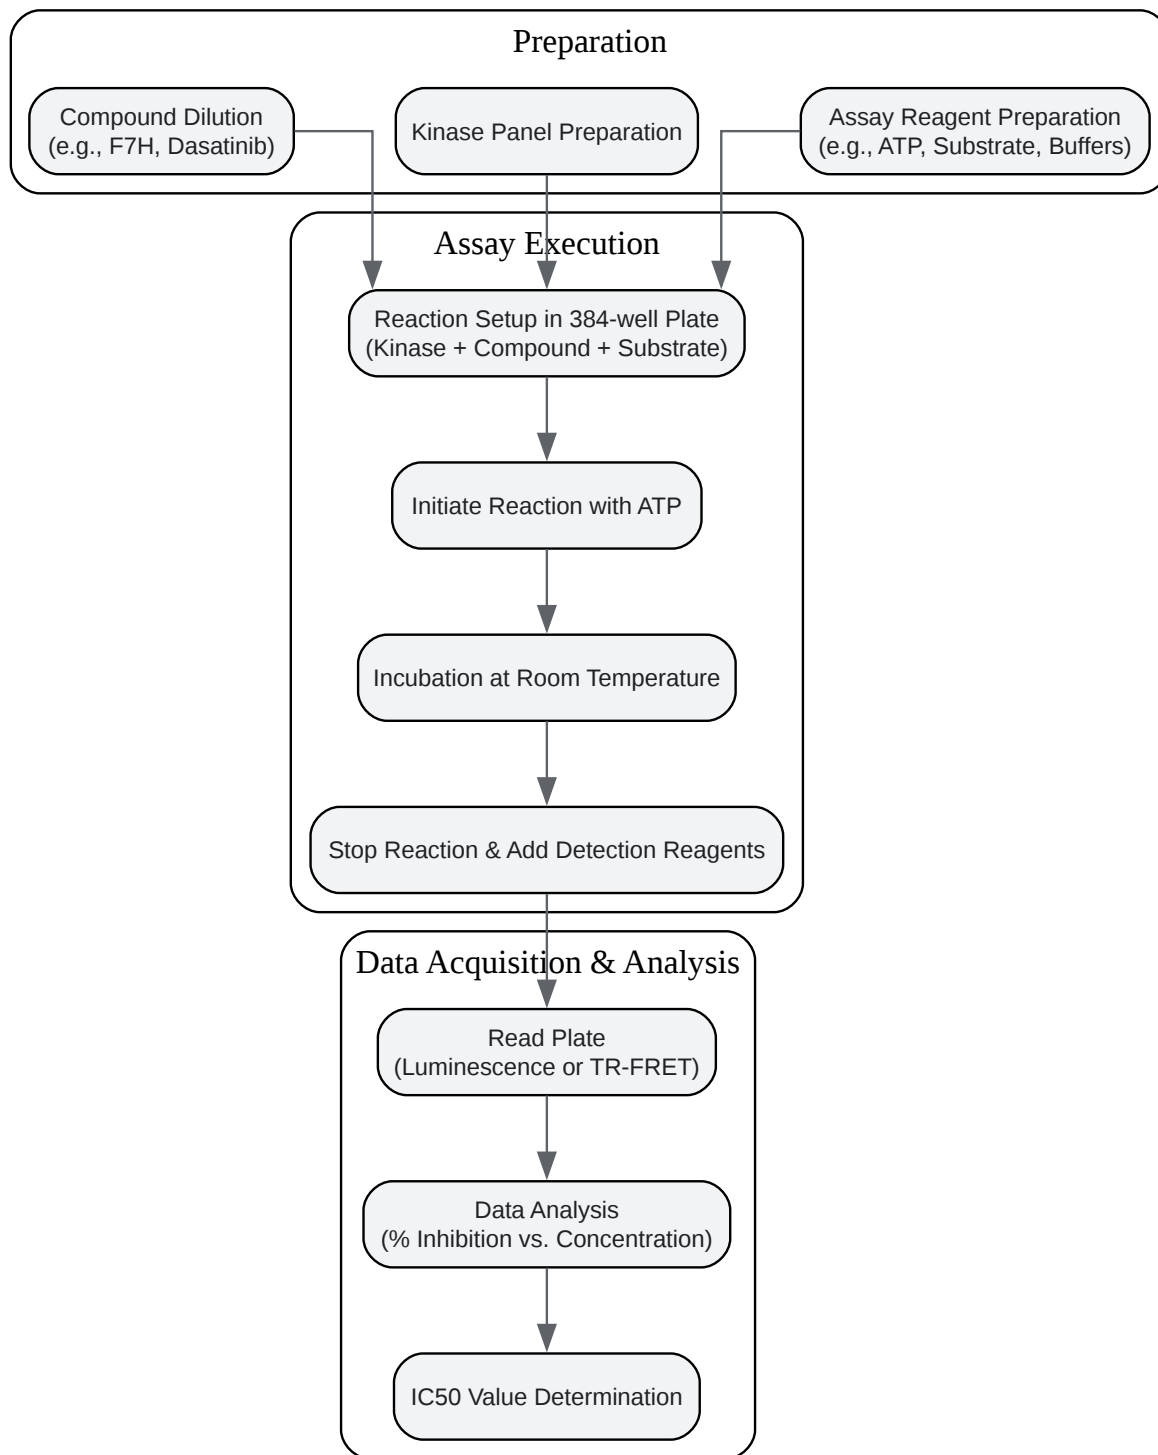 Preparation
Compound Dilution
(e.g., F7H, Dasatinib)
Kinase Panel Preparation
Assay Reagent Preparation
(e.g., ATP, Substrate, Buffers)
Assay Execution
Reaction Setup in 384-well Plate
(Kinase + Compound + Substrate)
Initiate Reaction with ATP
Incubation at Room Temperature
Stop Reaction & Add Detection Reagents
Data Acquisition & Analysis
Read Plate
(Luminescence or TR-FRET)
Data Analysis
(% Inhibition vs. Concentration)
IC50 Value Determination